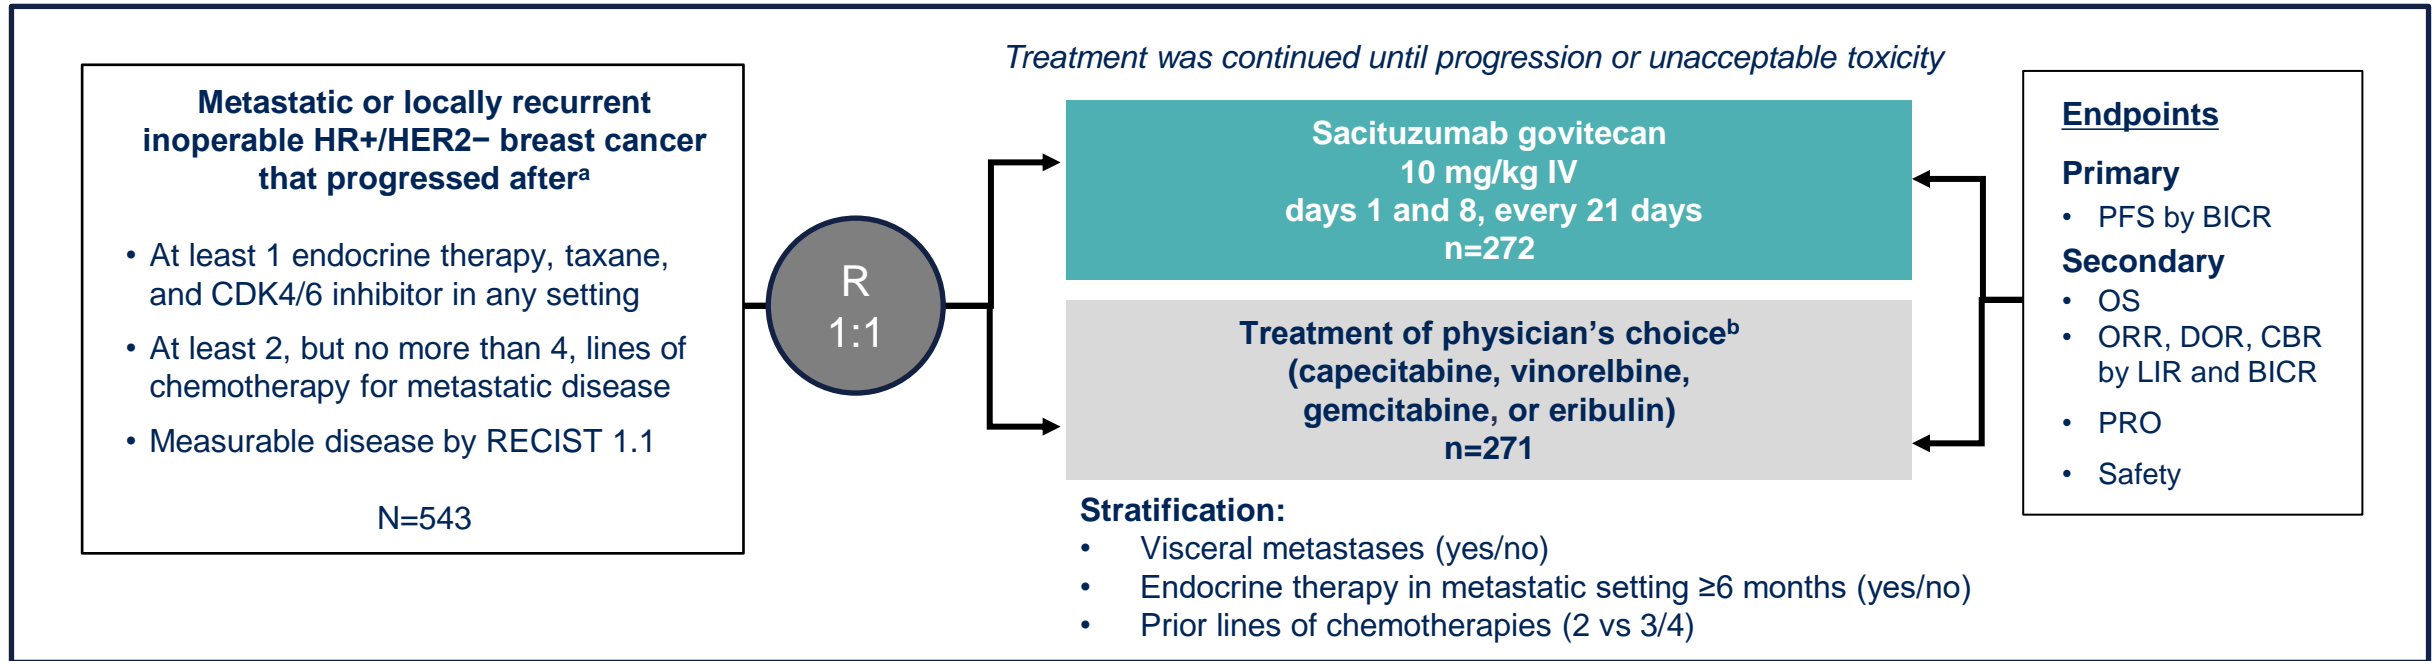 Treatment was continued until progression or unacceptable toxicity
Metastatic or locally recurrent
inoperable HR+/HER2− breast cancer
that progressed afterᵃ
• At least 1 endocrine therapy, taxane,
and CDK4/6 inhibitor in any setting
• At least 2, but no more than 4, lines of
chemotherapy for metastatic disease
• Measurable disease by RECIST 1.1
N=543
R
1:1
Sacituzumab govitecan
10 mg/kg IV
days 1 and 8, every 21 days
n=272
Treatment of physician’s choiceᵇ
(capecitabine, vinorelbine,
gemcitabine, or eribulin)
n=271
Stratification:
• Visceral metastases (yes/no)
• Endocrine therapy in metastatic setting ≥6 months (yes/no)
• Prior lines of chemotherapies (2 vs 3/4)
Endpoints
Primary
• PFS by BICR
Secondary
• OS
• ORR, DOR, CBR
by LIR and BICR
• PRO
• Safety